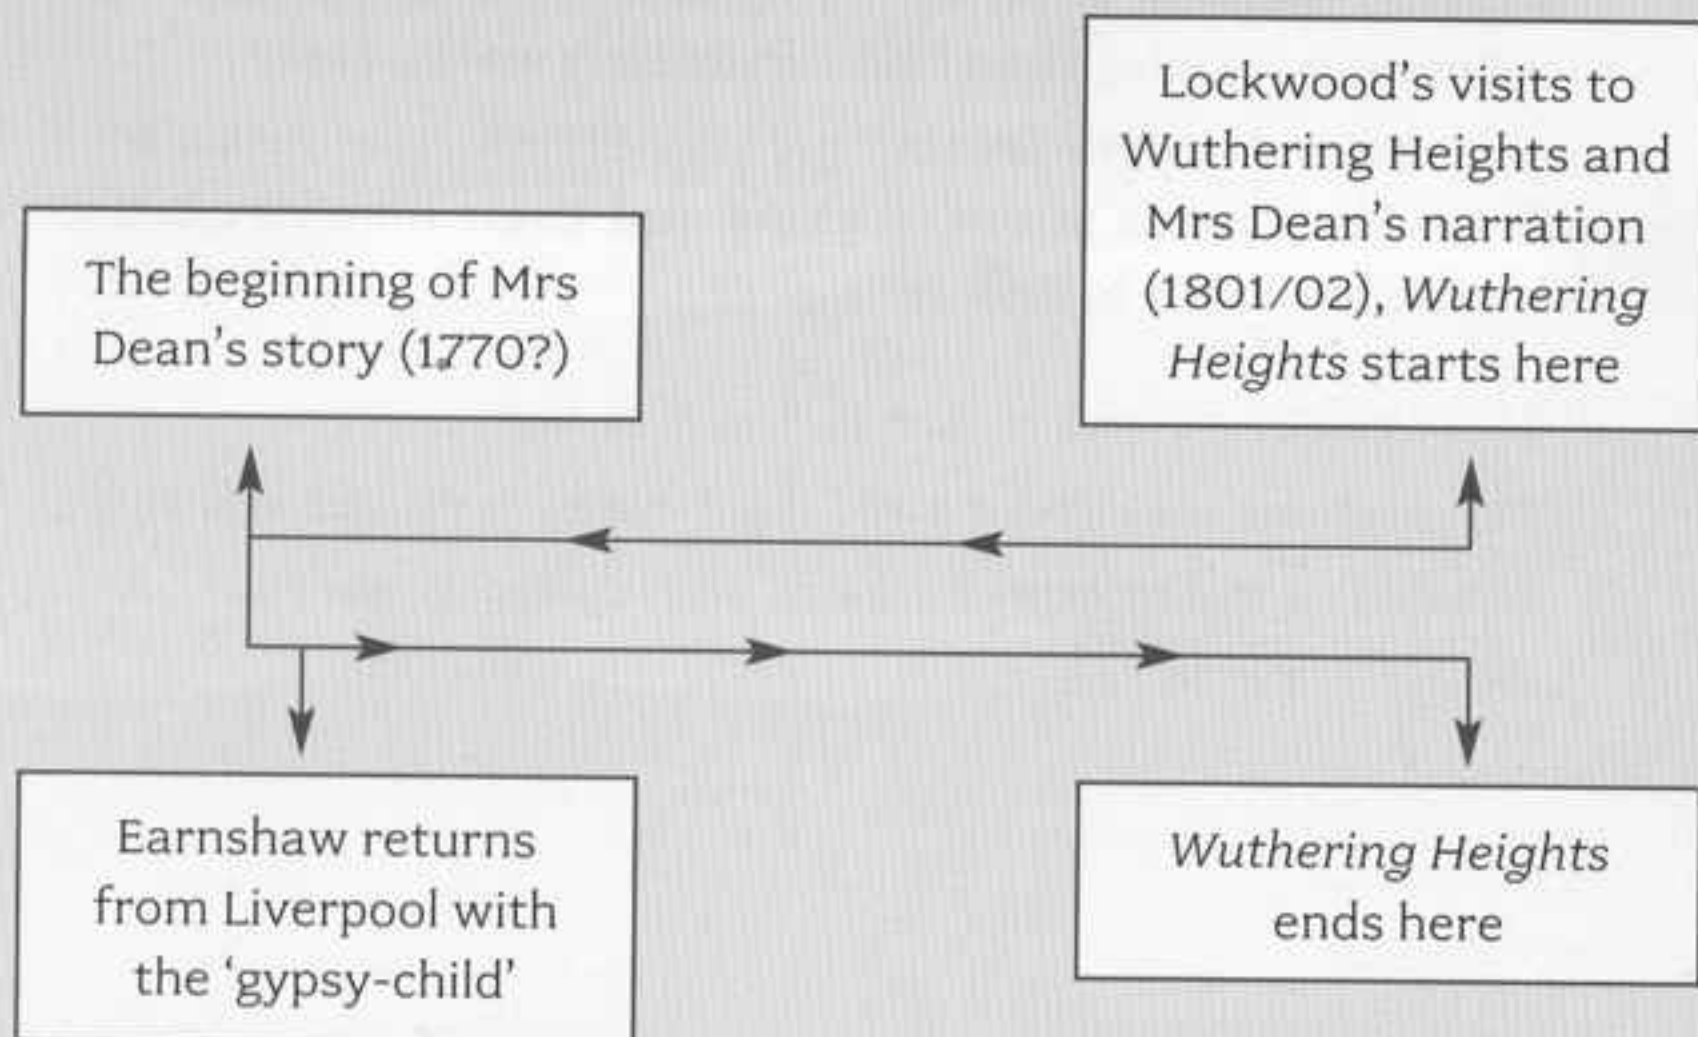 The beginning of Mrs
Dean's story (1770?)
Lockwood's visits to
Wuthering Heights and
Mrs Dean's narration
(1801/02), Wuthering
Heights starts here
Earnshaw returns
from Liverpool with
the 'gypsy-child'
Wuthering Heights
ends here